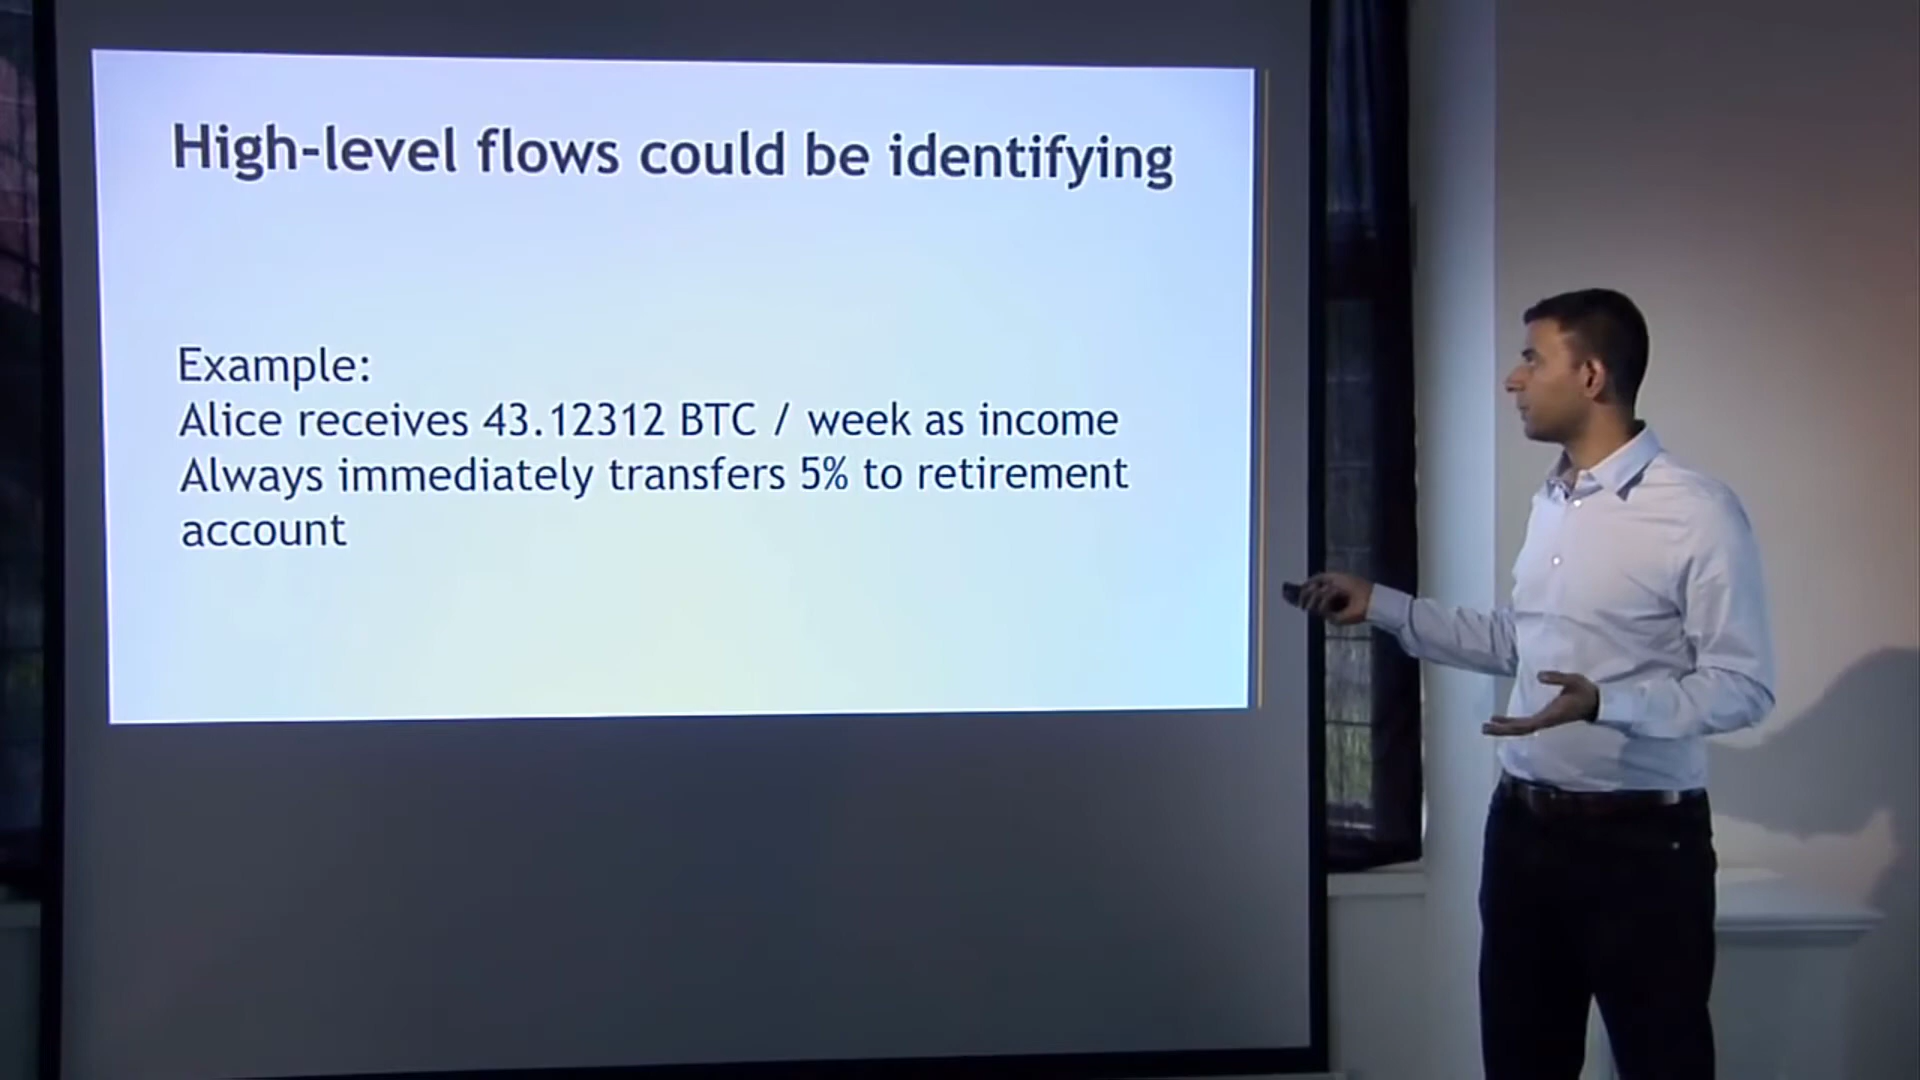 High-level flows could be identifying
Example:
Alice receives 43.12312 BTC / week as income
Always immediately transfers 5% to retirement
account